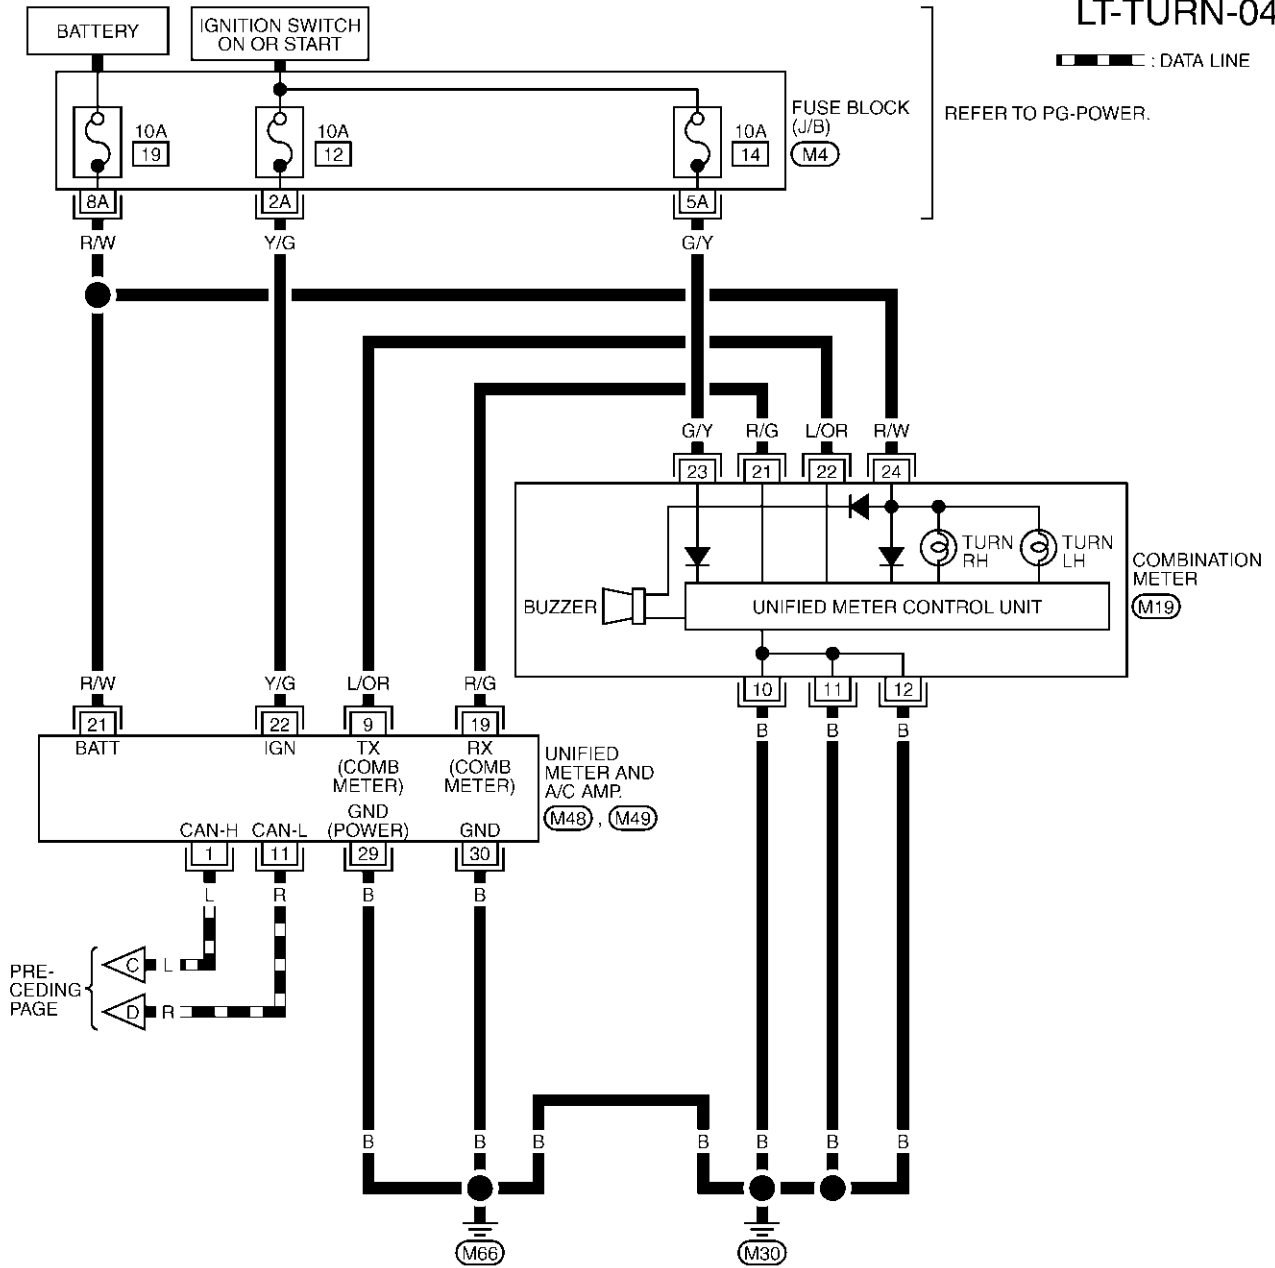 LT-TURN-04
BATTERY
IGNITION SWITCH
ON OR START
: DATA LINE
10A
19
10A
12
10A
14
FUSE BLOCK
(J/B)
M4
REFER TO PG-POWER.
8A
2A
5A
R/W
Y/G
G/Y
G/Y
R/G
L/OR
R/W
23
21
22
24
TURN
RH
TURN
LH
COMBINATION
METER
M19
BUZZER
UNIFIED METER CONTROL UNIT
10
11
12
B
B
B
R/W
Y/G
L/OR
R/G
21
22
9
19
BATT
IGN
TX
(COMB
METER)
RX
(COMB
METER)
UNIFIED
METER AND
A/C AMP.
M48 , M49
CAN-H
CAN-L
GND
(POWER)
GND
1
11
29
30
L
R
B
B
PRE-
CEDING
PAGE
C
L
D
R
B
B
B
B
B
B
B
M66
M30